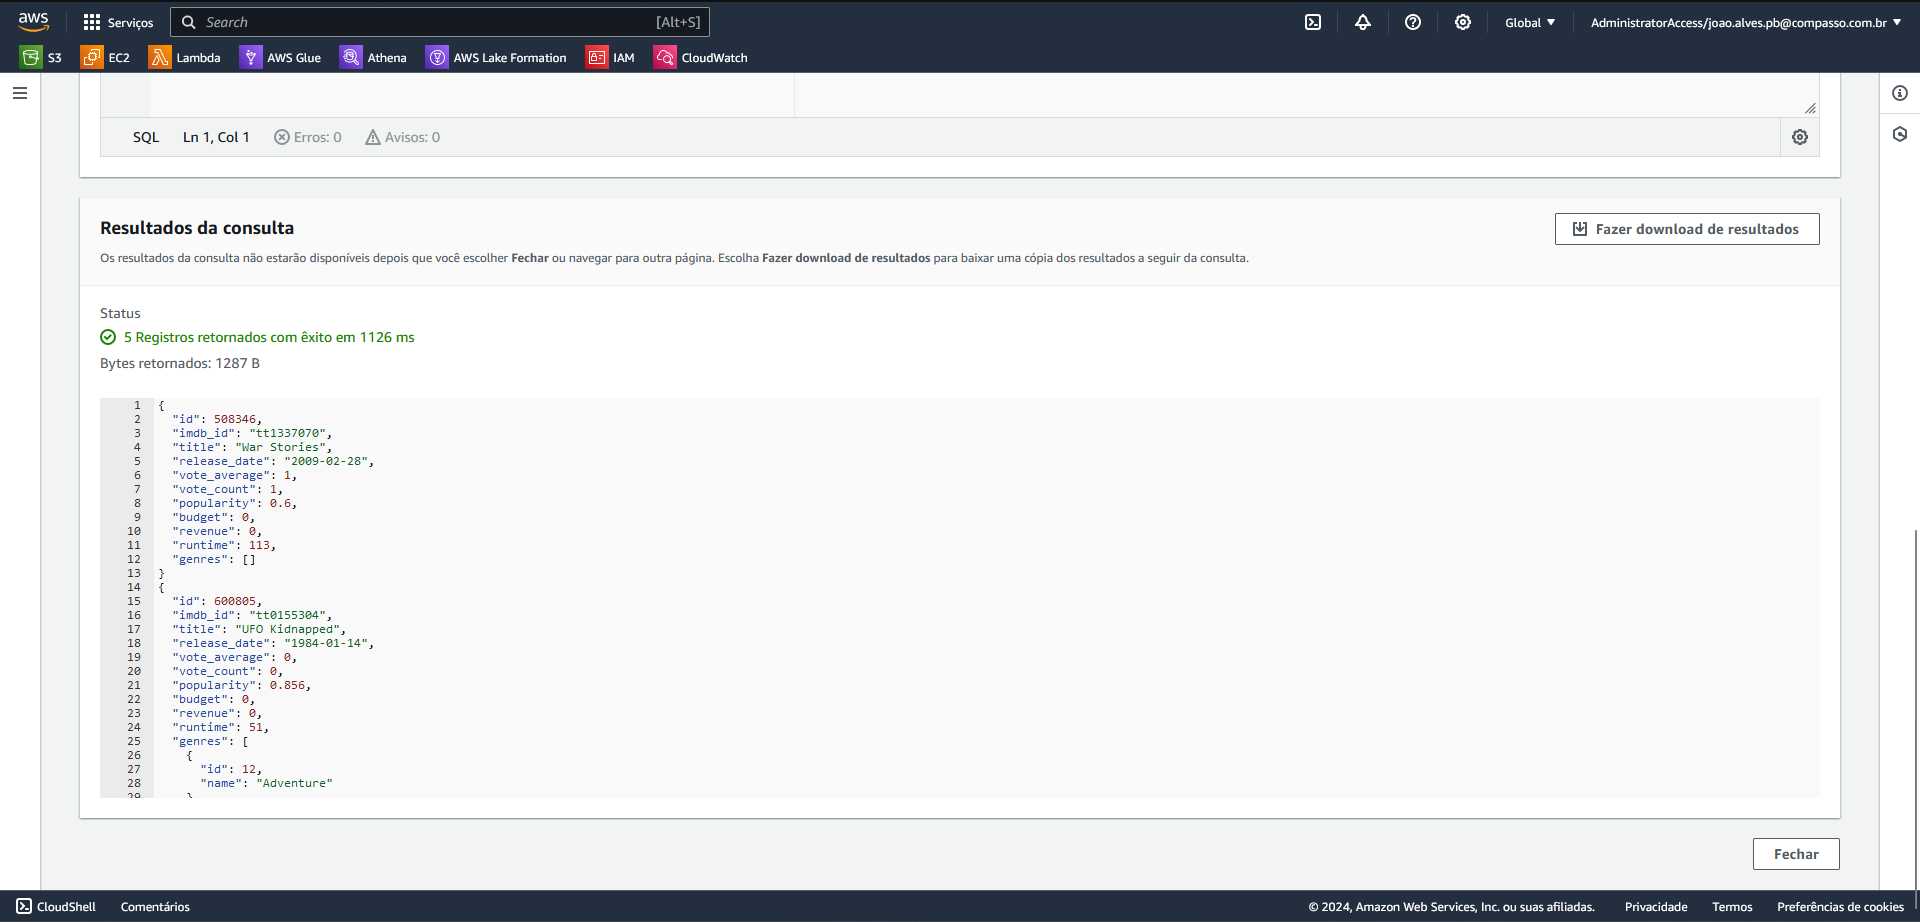 aws
Serviços
Search
[Alt+S]
Global
AdministratorAccess/joao.alves.pb@compasso.com.br
S3
EC2
Lambda
AWS Glue
Athena
AWS Lake Formation
IAM
CloudWatch
SQL
Ln 1, Col 1
Erros: 0
Avisos: 0
Resultados da consulta
Fazer download de resultados
Os resultados da consulta não estarão disponíveis depois que você escolher Fechar ou navegar para outra página. Escolha Fazer download de resultados para baixar uma cópia dos resultados a seguir da consulta.
Status
5 Registros retornados com êxito em 1126 ms
Bytes retornados: 1287 B
1 {
2 "id": 508346,
3 "imdb_id": "tt1337070",
4 "title": "War Stories",
5 "release_date": "2009-02-28",
6 "vote_average": 1,
7 "vote_count": 1,
8 "popularity": 0.6,
9 "budget": 0,
10 "revenue": 0,
11 "runtime": 113,
12 "genres": []
13 }
14 {
15 "id": 600805,
16 "imdb_id": "tt0155304",
17 "title": "UFO Kidnapped",
18 "release_date": "1984-01-14",
19 "vote_average": 0,
20 "vote_count": 0,
21 "popularity": 0.856,
22 "budget": 0,
23 "revenue": 0,
24 "runtime": 51,
25 "genres": [
26 {
27 "id": 12,
28 "name": "Adventure"
29 }
Fechar
CloudShell
Comentários
© 2024, Amazon Web Services, Inc. ou suas afiliadas.
Privacidade
Termos
Preferências de cookies